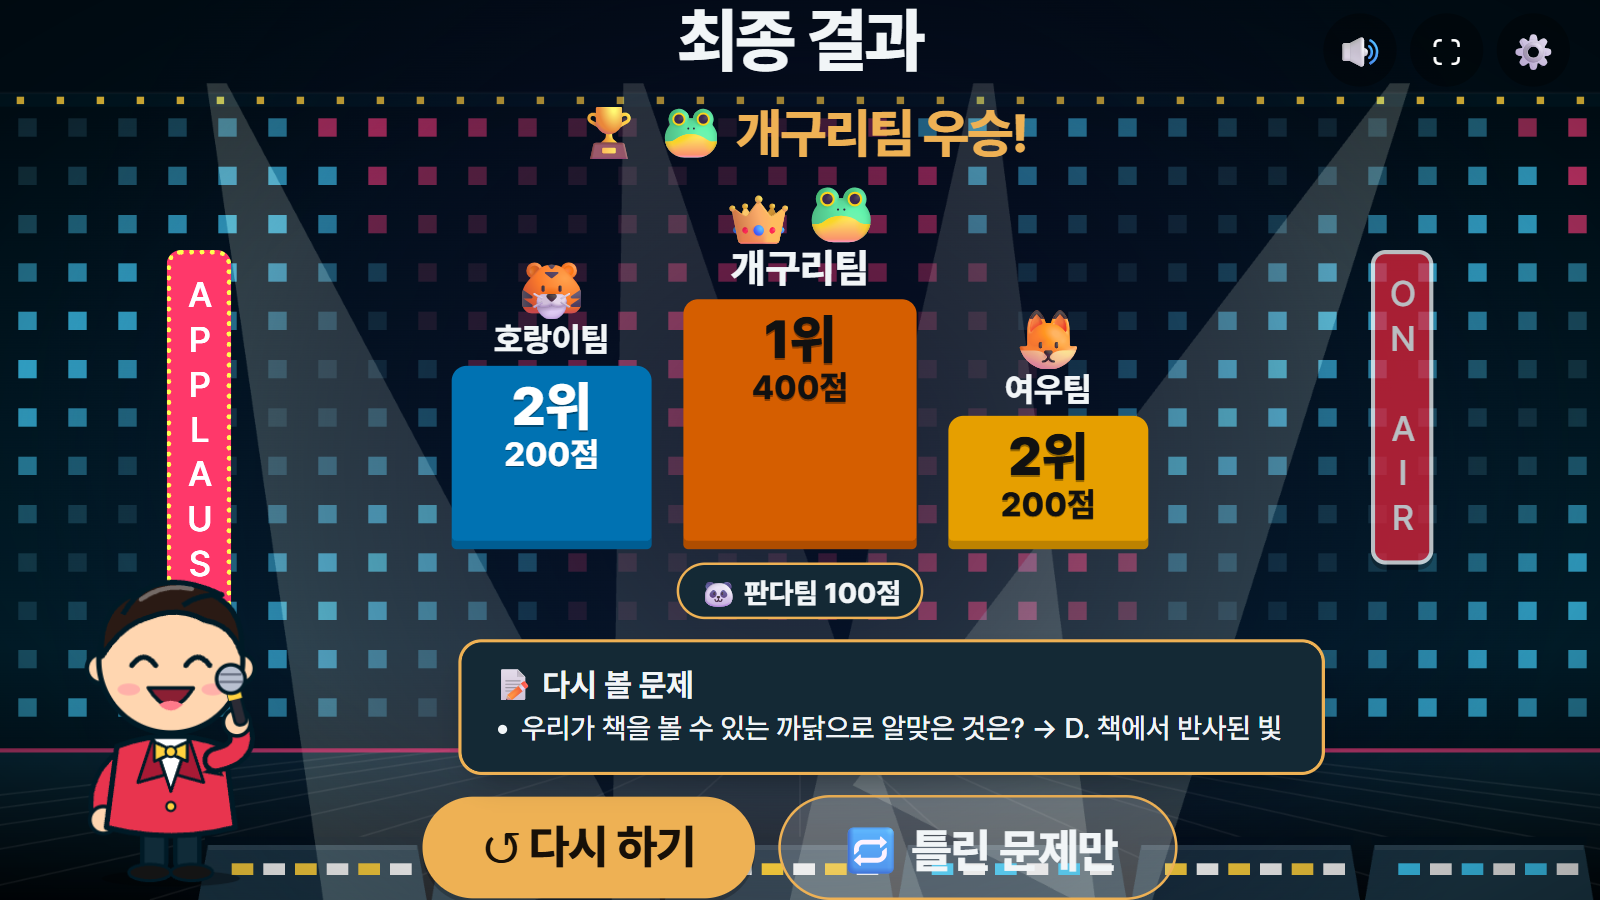 최종 결과
개구리팀 우승!
개구리팀
호랑이팀
여우팀
1위
400점
2위
200점
2위
200점
판다팀 100점
APPLAUS
ON AIR
다시 볼 문제
• 우리가 책을 볼 수 있는 까닭으로 알맞은 것은? → D. 책에서 반사된 빛
↺ 다시 하기
틀린 문제만